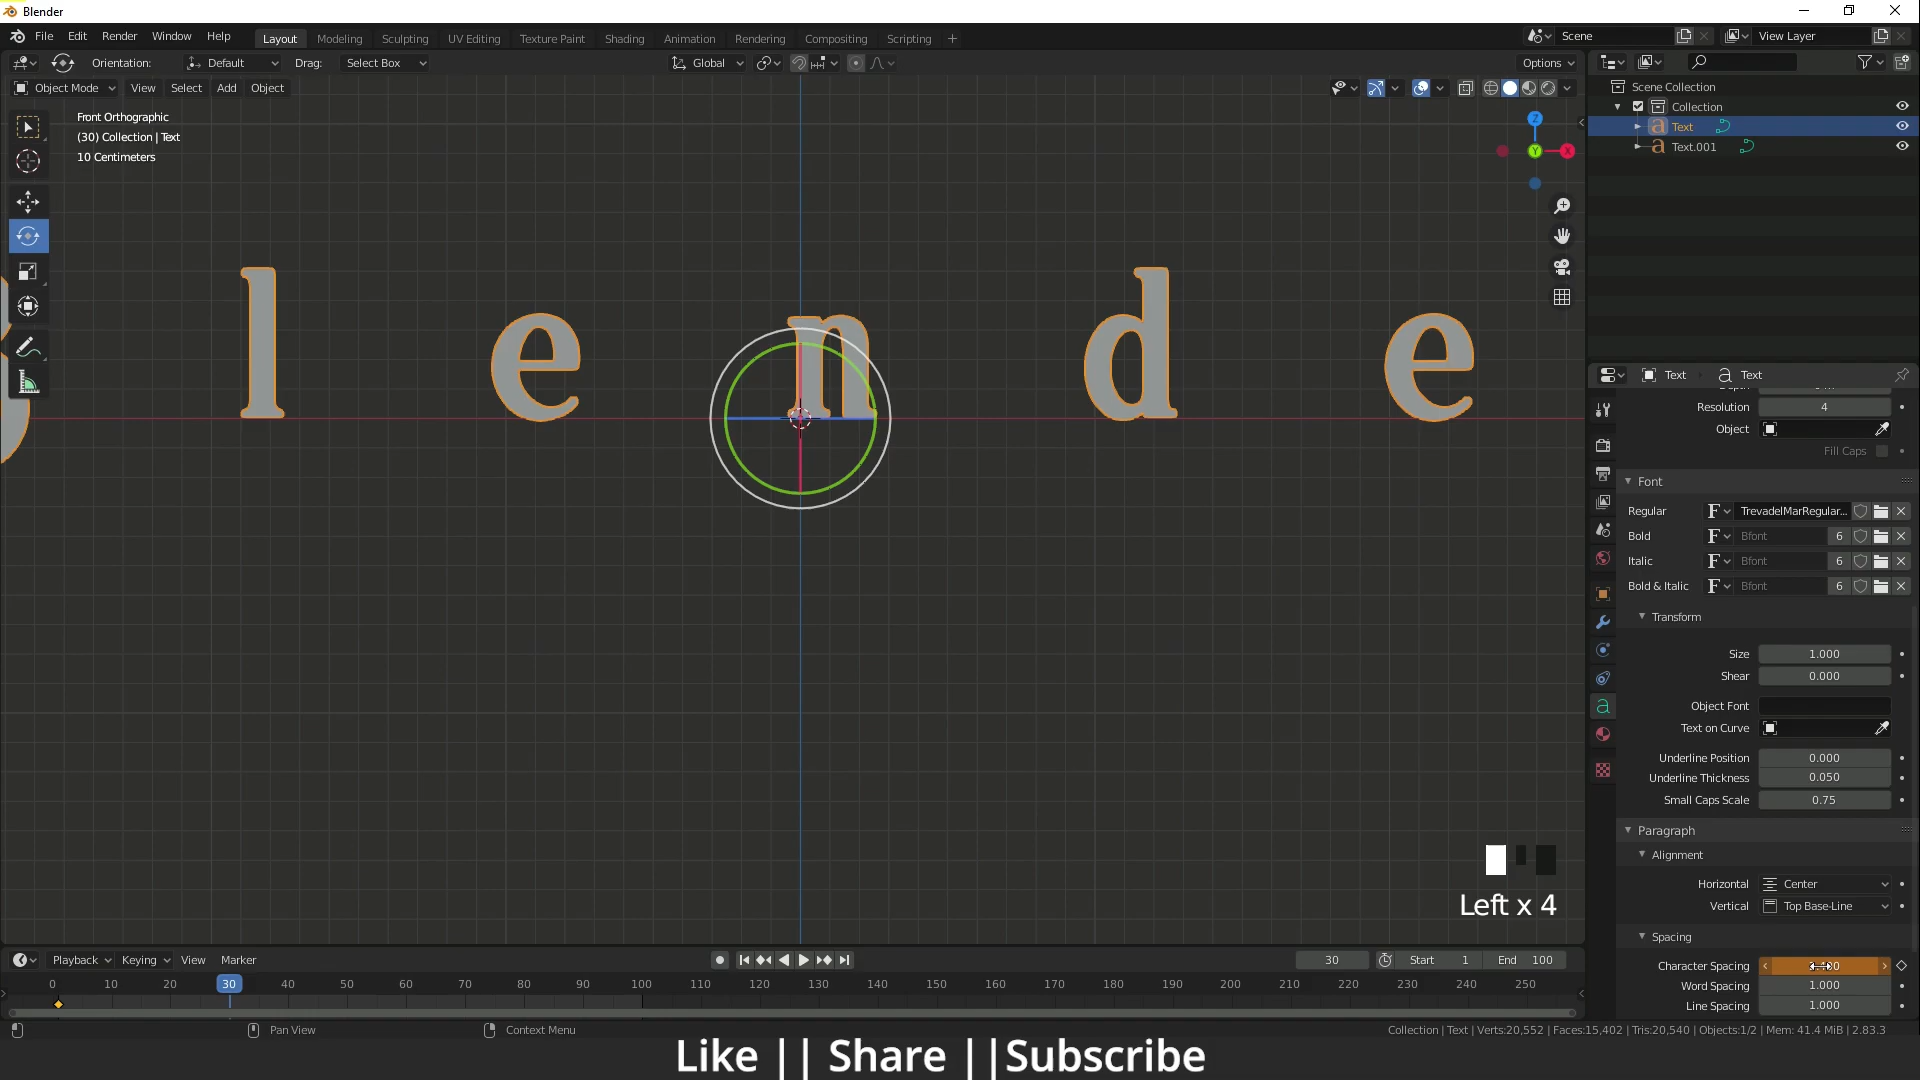 Blender
File Edit Render Window Help
Layout Modeling Sculpting UV Editing Texture Paint Shading Animation Rendering Compositing Scripting +
Scene View Layer
Orientation: Default Drag: Select Box Global Options
Object Mode View Select Add Object
Front Orthographic
(30) Collection | Text
10 Centimeters
Z
Y
X
Scene Collection
Collection
Text
Text.001
l e n d e
Text Text
Resolution 4
Object
Fill Caps
Font
Regular TrevadelMarRegular...
Bold Bfont 6
Italic Bfont 6
Bold & Italic Bfont 6
Transform
Size 1.000
Shear 0.000
Object Font
Text on Curve
Underline Position 0.000
Underline Thickness 0.050
Small Caps Scale 0.75
Paragraph
Alignment
Horizontal Center
Vertical Top Base-Line
Spacing
Character Spacing
Word Spacing 1.000
Line Spacing 1.000
Left x 4
Playback Keying View Marker
30 Start 1 End 100
0 10 20 30 40 50 60 70 80 90 100 110 120 130 140 150 160 170 180 190 200 210 220 230 240 250
Pan View Context Menu
Collection | Text | Verts:20,552 | Faces:15,402 | Tris:20,540 | Objects:1/2 | Mem: 41.4 MiB | 2.83.3
Like || Share ||Subscribe